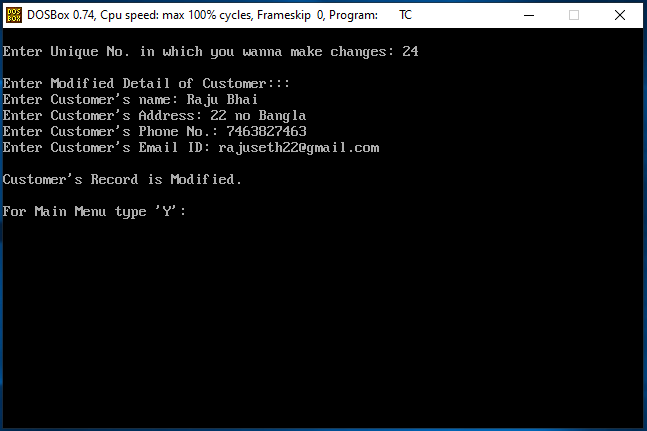 DOS
BOX
DOSBox 0.74, Cpu speed: max 100% cycles, Frameskip 0, Program: TC
Enter Unique No. in which you wanna make changes: 24
Enter Modified Detail of Customer:::
Enter Customer's name: Raju Bhai
Enter Customer's Address: 22 no Bangla
Enter Customer's Phone No.: 7463827463
Enter Customer's Email ID: rajuseth22@gmail.com
Customer's Record is Modified.
For Main Menu type 'Y':